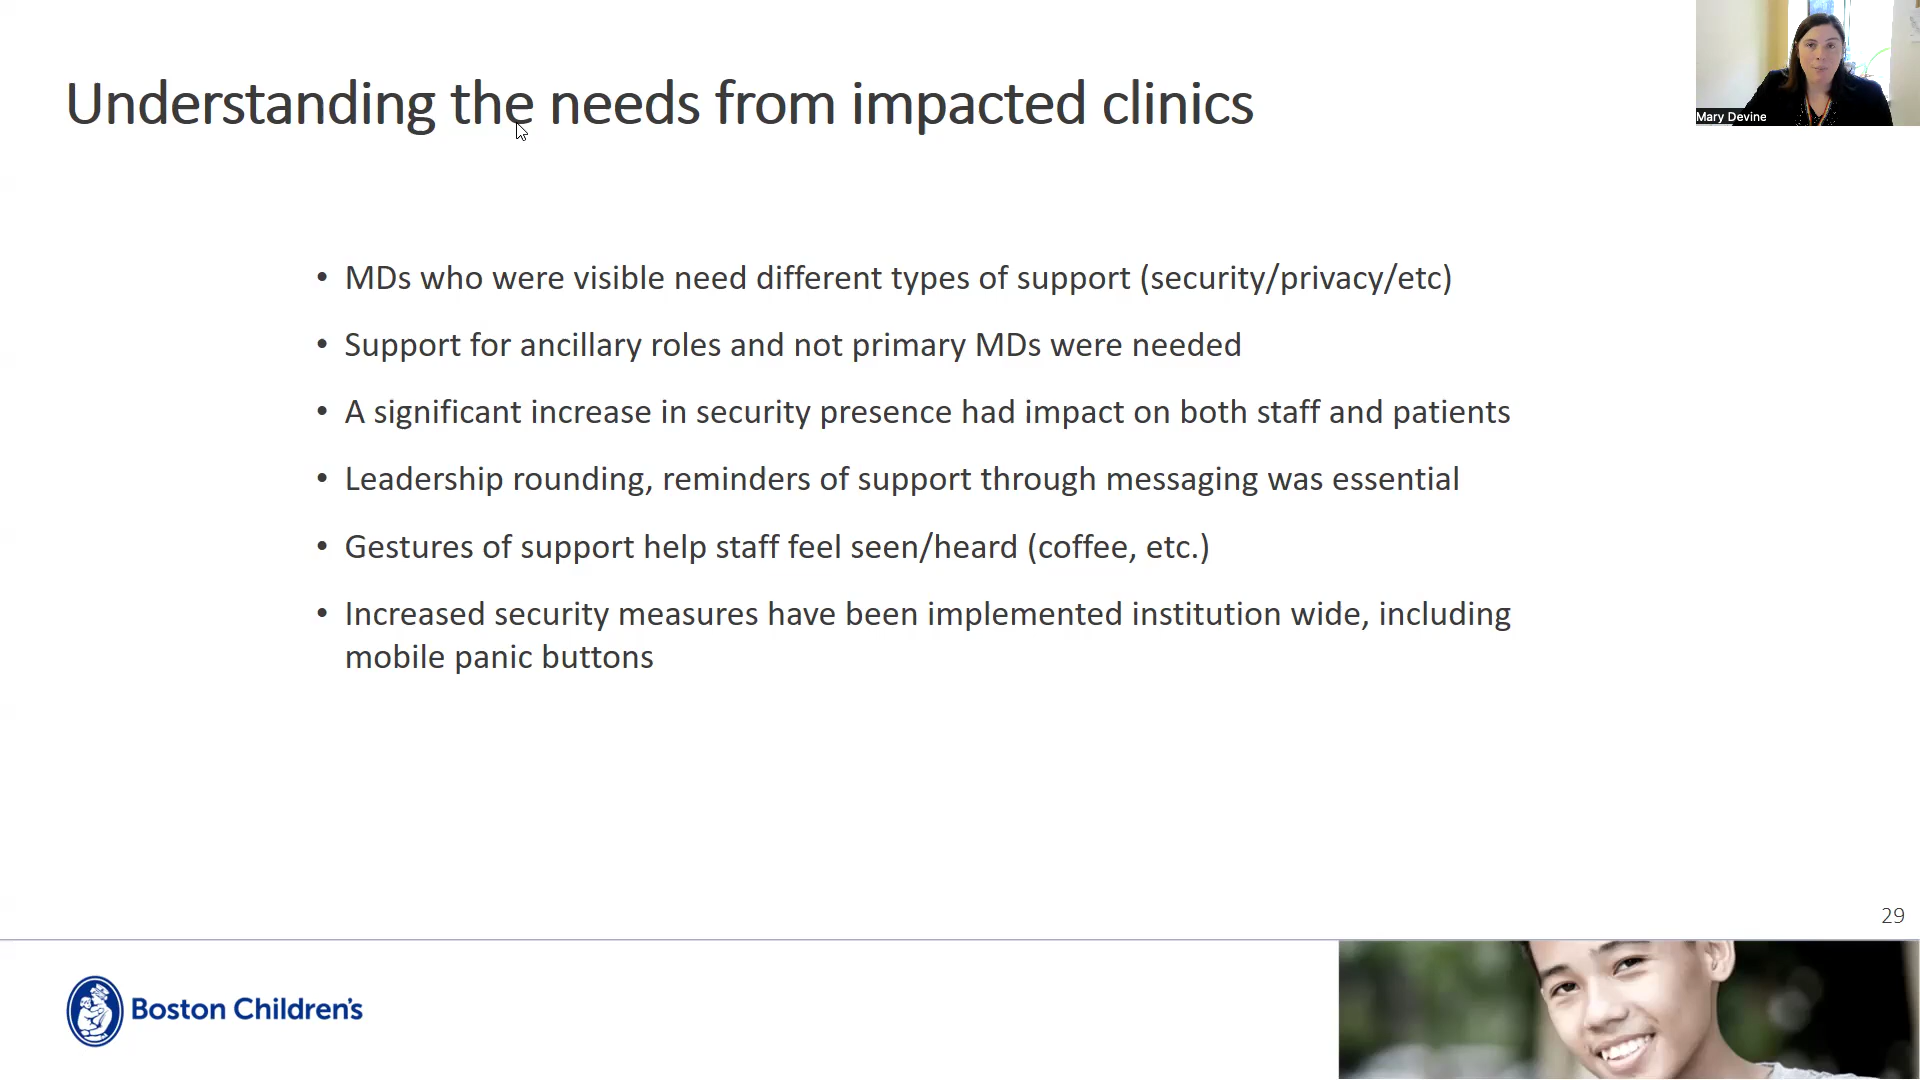 Understanding the needs from impacted clinics
Mary Devine
• MDs who were visible need different types of support (security/privacy/etc)
• Support for ancillary roles and not primary MDs were needed
• A significant increase in security presence had impact on both staff and patients
• Leadership rounding, reminders of support through messaging was essential
• Gestures of support help staff feel seen/heard (coffee, etc.)
• Increased security measures have been implemented institution wide, including
mobile panic buttons
29
Boston Children's